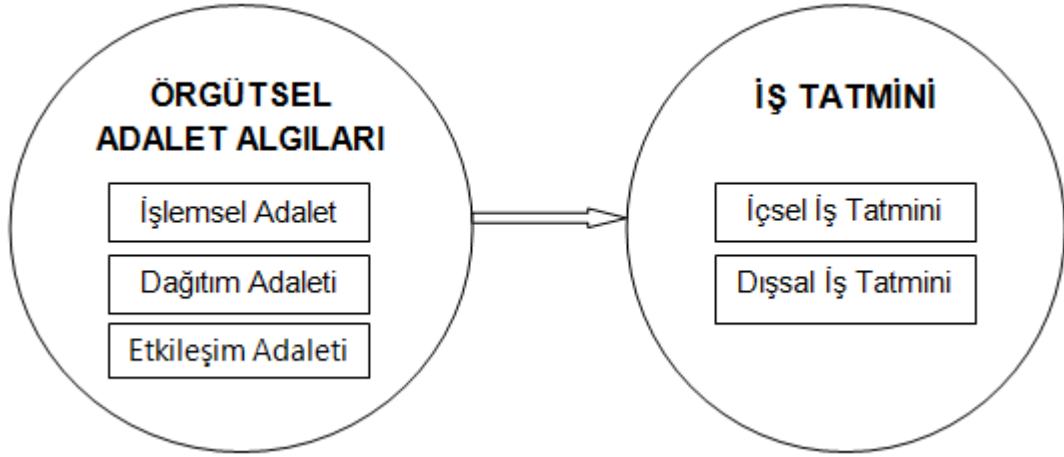 ÖRGÜTSEL
ADALET ALGILARI
İşlemsel Adalet
Dağıtım Adaleti
Etkileşim Adaleti
İŞ TATMİNİ
İçsel İş Tatmini
Dışsal İş Tatmini